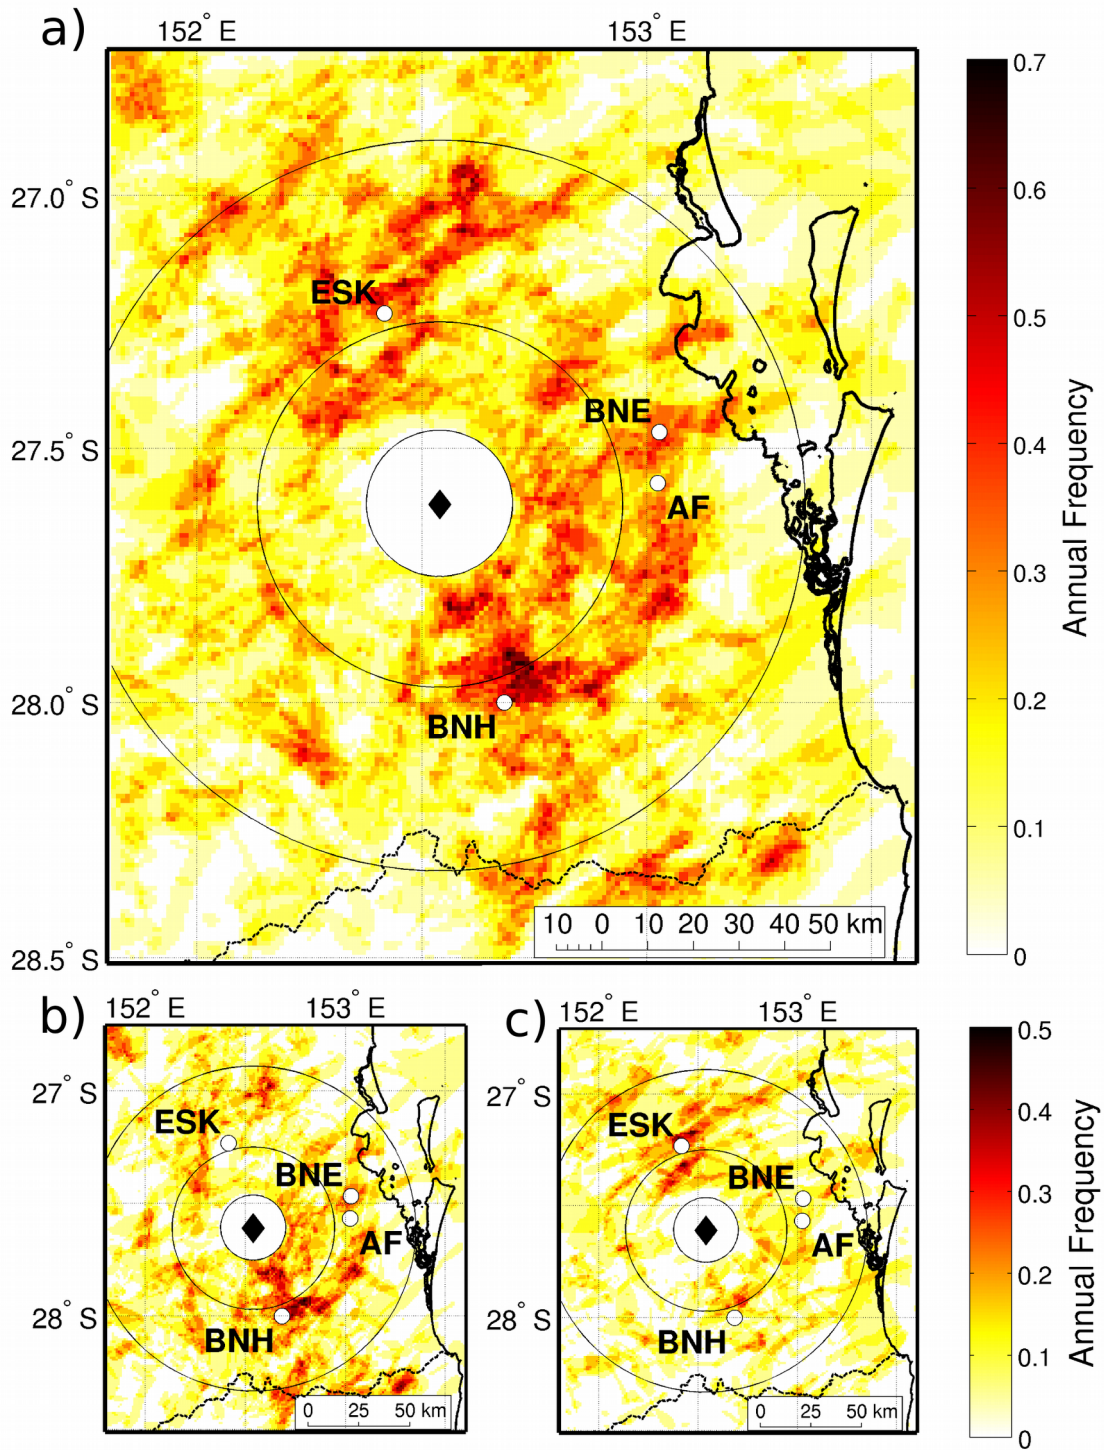 a)
152° E 153° E
27.0° S
27.5° S
28.0° S
28.5° S
ESK
BNE
AF
BNH
10 0 10 20 30 40 50 km
0.7
0.6
0.5
0.4
0.3
0.2
0.1
0
Annual Frequency
b)
152° E 153° E
27° S
28° S
ESK
BNE
AF
BNH
0 25 50 km
c)
152° E 153° E
27° S
28° S
ESK
BNE
AF
BNH
0 25 50 km
0.5
0.4
0.3
0.2
0.1
0
Annual Frequency